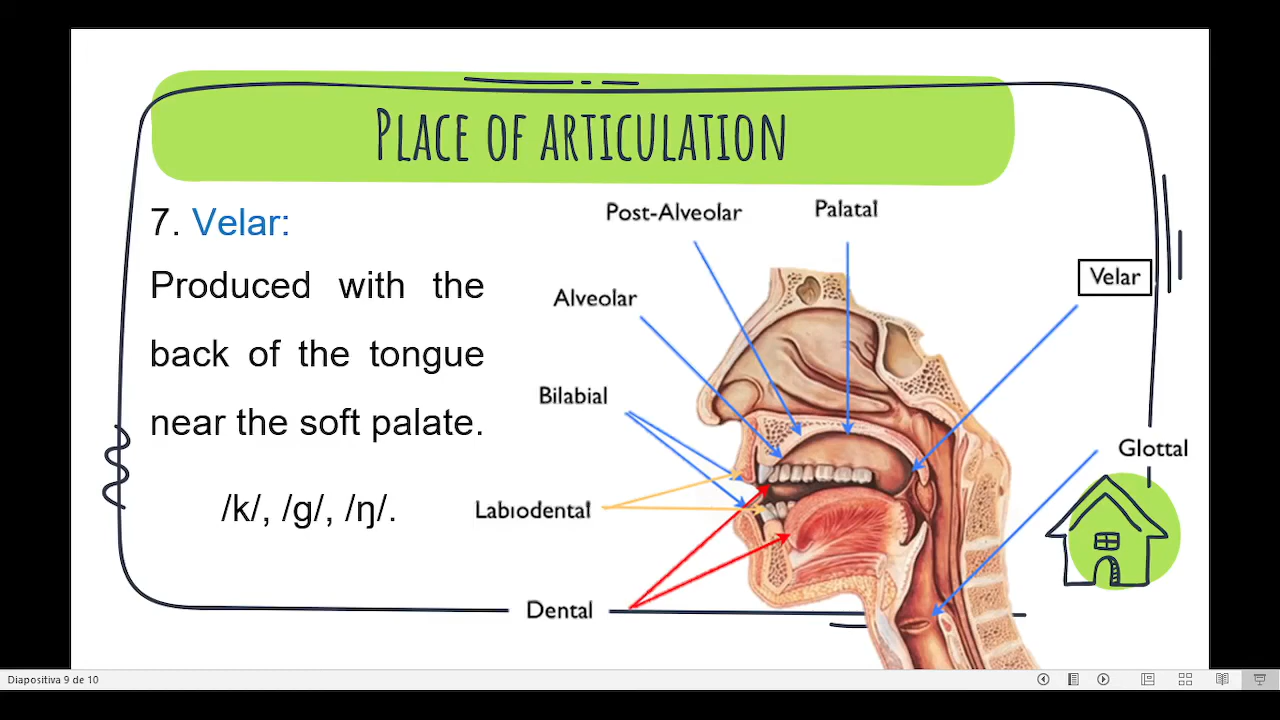 Place of articulation
7. Velar:
Produced with the
back of the tongue
near the soft palate.
/k/, /g/, /ŋ/.
Post-Alveolar
Palatal
Velar
Alveolar
Bilabial
Glottal
Labiodental
Dental
Diapositiva 9 de 10